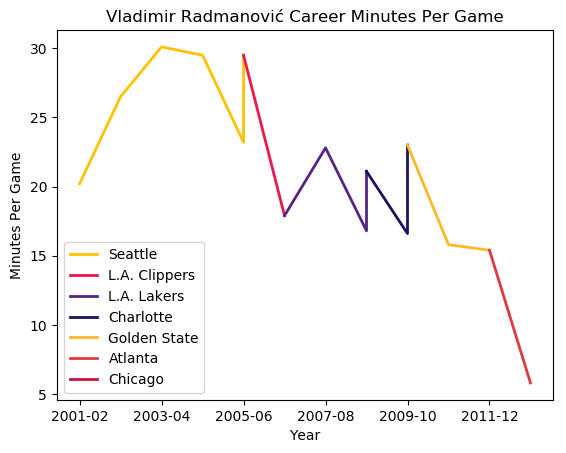 Vladimir Radmanović Career Minutes Per Game
Minutes Per Game
30
25
20
15
10
5
Seattle
L.A. Clippers
L.A. Lakers
Charlotte
Golden State
Atlanta
Chicago
2001-02 2003-04 2005-06 2007-08 2009-10 2011-12
Year